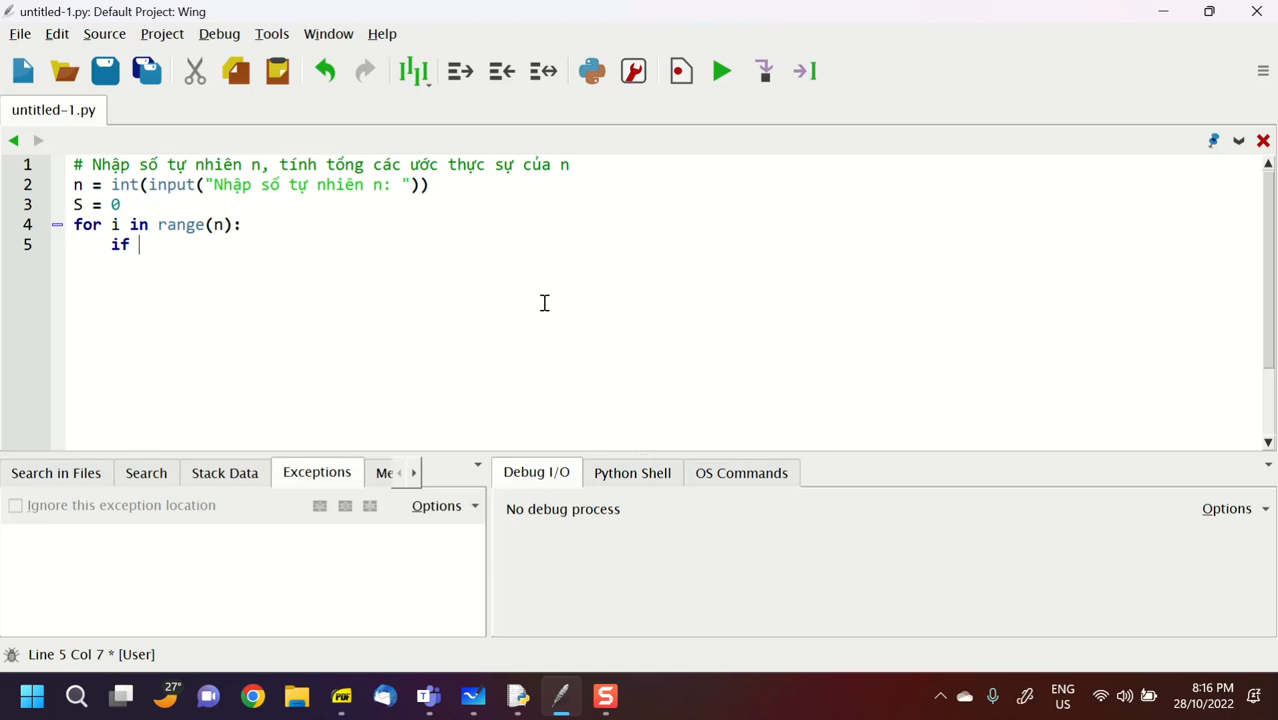 untitled-1.py: Default Project: Wing
File Edit Source Project Debug Tools Window Help
untitled-1.py
1 # Nhập số tự nhiên n, tính tổng các ước thực sự của n
2 n = int(input("Nhập số tự nhiên n: "))
3 S = 0
4 for i in range(n):
5 if
Search in Files Search Stack Data Exceptions Me
Debug I/O Python Shell OS Commands
Ignore this exception location Options
No debug process Options
Line 5 Col 7 * [User]
27°
PDF
S
ENG
US
8:16 PM
28/10/2022